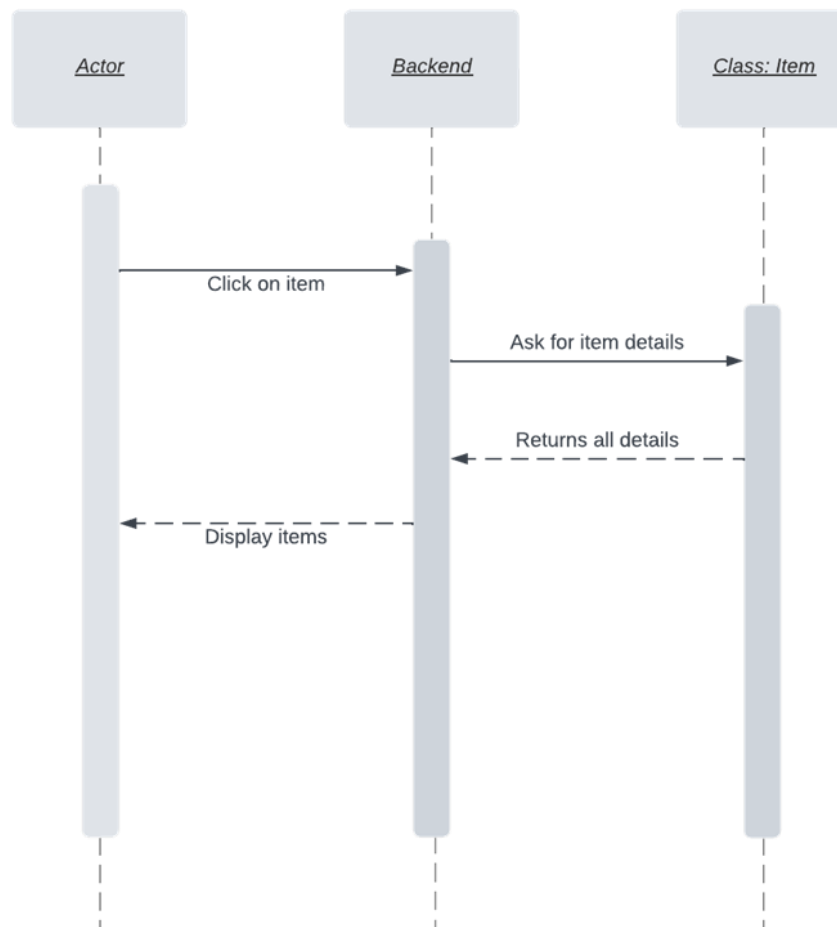 Actor
Backend
Class: Item
Click on item
Ask for item details
Returns all details
Display items